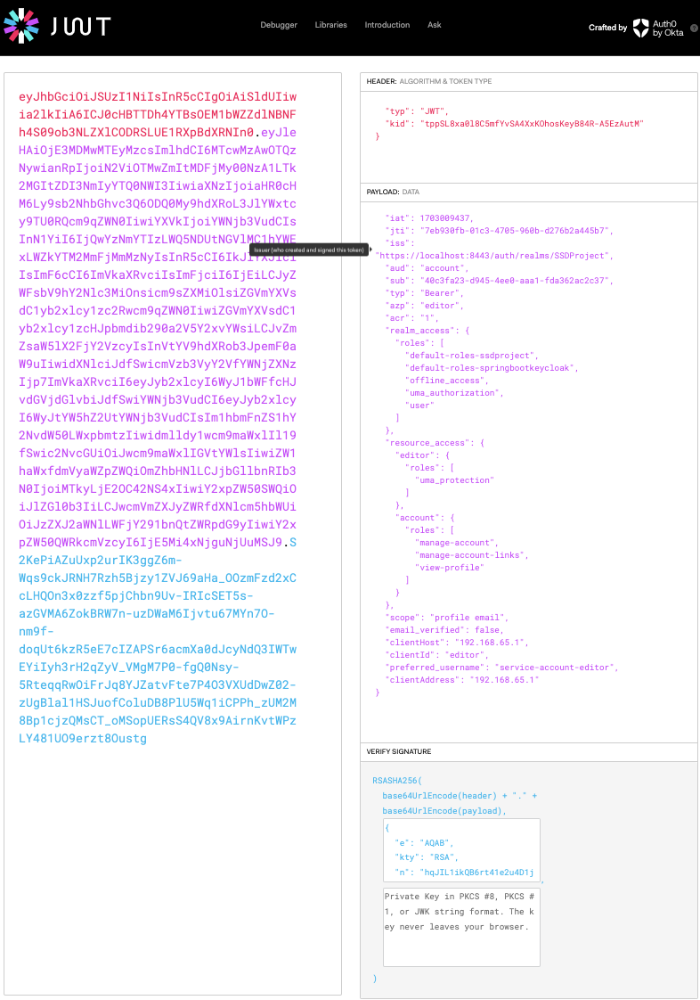 JWT
Debugger
Libraries
Introduction
Ask
Crafted by
Auth0
by Okta
eyJhbGciOiJSUzI1NiIsInR5cCIgOiAiSldUIiw
ia2lkIiA6ICJ0cHBTTDh4YTBsOEM1bWZZdlNBNF
h4S09ob3NLZXlCODRSLUE1RXpBdXRNIn0.eyJle
HAiOjE3MDMwMTEyMzcsImlhdCI6MTcwMzAwOTQz
NywianRpIjoiN2ViOTMwZmItMDFjMy00NzA1LTk
2MGItZDI3NmIyYTQ0NWI3IiwiaXNzIjoiaHR0cH
M6Ly9sb2NhbGhvc3Q6ODQ0My9hdXRoL3JlYWxtc
y9TU0RQcm9qZWN0IiwiYXVkIjoiYWNjb3VudCIs
InN1YiI6IjQwYzNmYTIzLWQ5NDUtNGVlMC1hYWE
xLWZkYTM2MmFjMmMzNyIsInR5cCI6IkJlYXJlci
IsImF6cCI6ImVkaXRvciIsImFjciI6IjEiLCJyZ
WFsbV9hY2Nlc3MiOnsicm9sZXMiOlsiZGVmYXVs
dC1yb2xlcy1zc2Rwcm9qZWN0IiwiZGVmYXVsdC1
yb2xlcy1zcHJpbmdib290a2V5Y2xvYWsiLCJvZm
ZsaW5lX2FjY2VzcyIsInVtYV9hdXRob3JpemF0a
W9uIiwidXNlciJdfSwicmVzb3VyY2VfYWNjZXNz
Ijp7ImVkaXRvciI6eyJyb2xlcyI6WyJ1bWFfcHJ
vdGVjdGlvbiJdfSwiYWNjb3VudCI6eyJyb2xlcy
I6WyJtYW5hZ2UtYWNjb3VudCIsIm1hbmFnZS1hY
2NvdW50LWxpbmtzIiwidmlldy1wcm9maWxlIl19
fSwic2NvcGUiOiJwcm9maWxlIGVtYWlsIiwiZW1
haWxfdmVyaWZpZWQiOmZhbHNlLCJjbGllbnRIb3
N0IjoiMTkyLjE2OC42NS4xIiwiY2xpZW50SWQiO
iJlZGl0b3IiLCJwcmVmZXJyZWRfdXNlcm5hbWUi
OiJzZXJ2aWNlLWFjY291bnQtZWRpdG9yIiwiY2x
pZW50QWRkcmVzcyI6IjE5Mi4xNjguNjUuMSJ9.S
2KePiAZuUxp2urIK3ggZ6m-
Wqs9ckJRNH7Rzh5Bjzy1ZVJ69aHa_OOzmFzd2xC
cLHQOn3x0zzf5pjChbn9Uv-IRIcSET5s-
azGVMA6ZokBRW7n-uzDWaM6Ijvtu67MYn7O-
nm9f-
doqUt6kzR5eE7cIZAPSr6acmXa0dJcyNdQ3IWTw
EYiIyh3rH2qZyV_VMgM7P0-fgQ0Nsy-
5RteqqRwOiFrJq8YJZatvFte7P4O3VXUdDwZ02-
zUgBlal1HSJuofColuDB8PlU5Wq1iCPPh_zUM2M
8Bp1cjzQMsCT_oMSopUERsS4QV8x9AirnKvtWPz
LY481UO9erzt8Oustg
Issuer (who created and signed this token)
HEADER: ALGORITHM & TOKEN TYPE
"typ": "JWT",
"kid": "tppSL8xa0l8C5mfYvSA4XxKOhosKeyB84R-A5EzAutM"
}
PAYLOAD: DATA
"iat": 1703009437,
"jti": "7eb930fb-01c3-4705-960b-d276b2a445b7",
"iss":
"https://localhost:8443/auth/realms/SSDProject",
"aud": "account",
"sub": "40c3fa23-d945-4ee0-aaa1-fda362ac2c37",
"typ": "Bearer",
"azp": "editor",
"acr": "1",
"realm_access": {
"roles": [
"default-roles-ssdproject",
"default-roles-springbootkeycloak",
"offline_access",
"uma_authorization",
"user"
]
},
"resource_access": {
"editor": {
"roles": [
"uma_protection"
]
},
"account": {
"roles": [
"manage-account",
"manage-account-links",
"view-profile"
]
}
},
"scope": "profile email",
"email_verified": false,
"clientHost": "192.168.65.1",
"clientId": "editor",
"preferred_username": "service-account-editor",
"clientAddress": "192.168.65.1"
}
VERIFY SIGNATURE
RSASHA256(
base64UrlEncode(header) + "." +
base64UrlEncode(payload),
{
"e": "AQAB",
"kty": "RSA",
"n": "hqJIL1ikQB6rt41e2u4D1j
,
Private Key in PKCS #8, PKCS #
1, or JWK string format. The k
ey never leaves your browser.
)